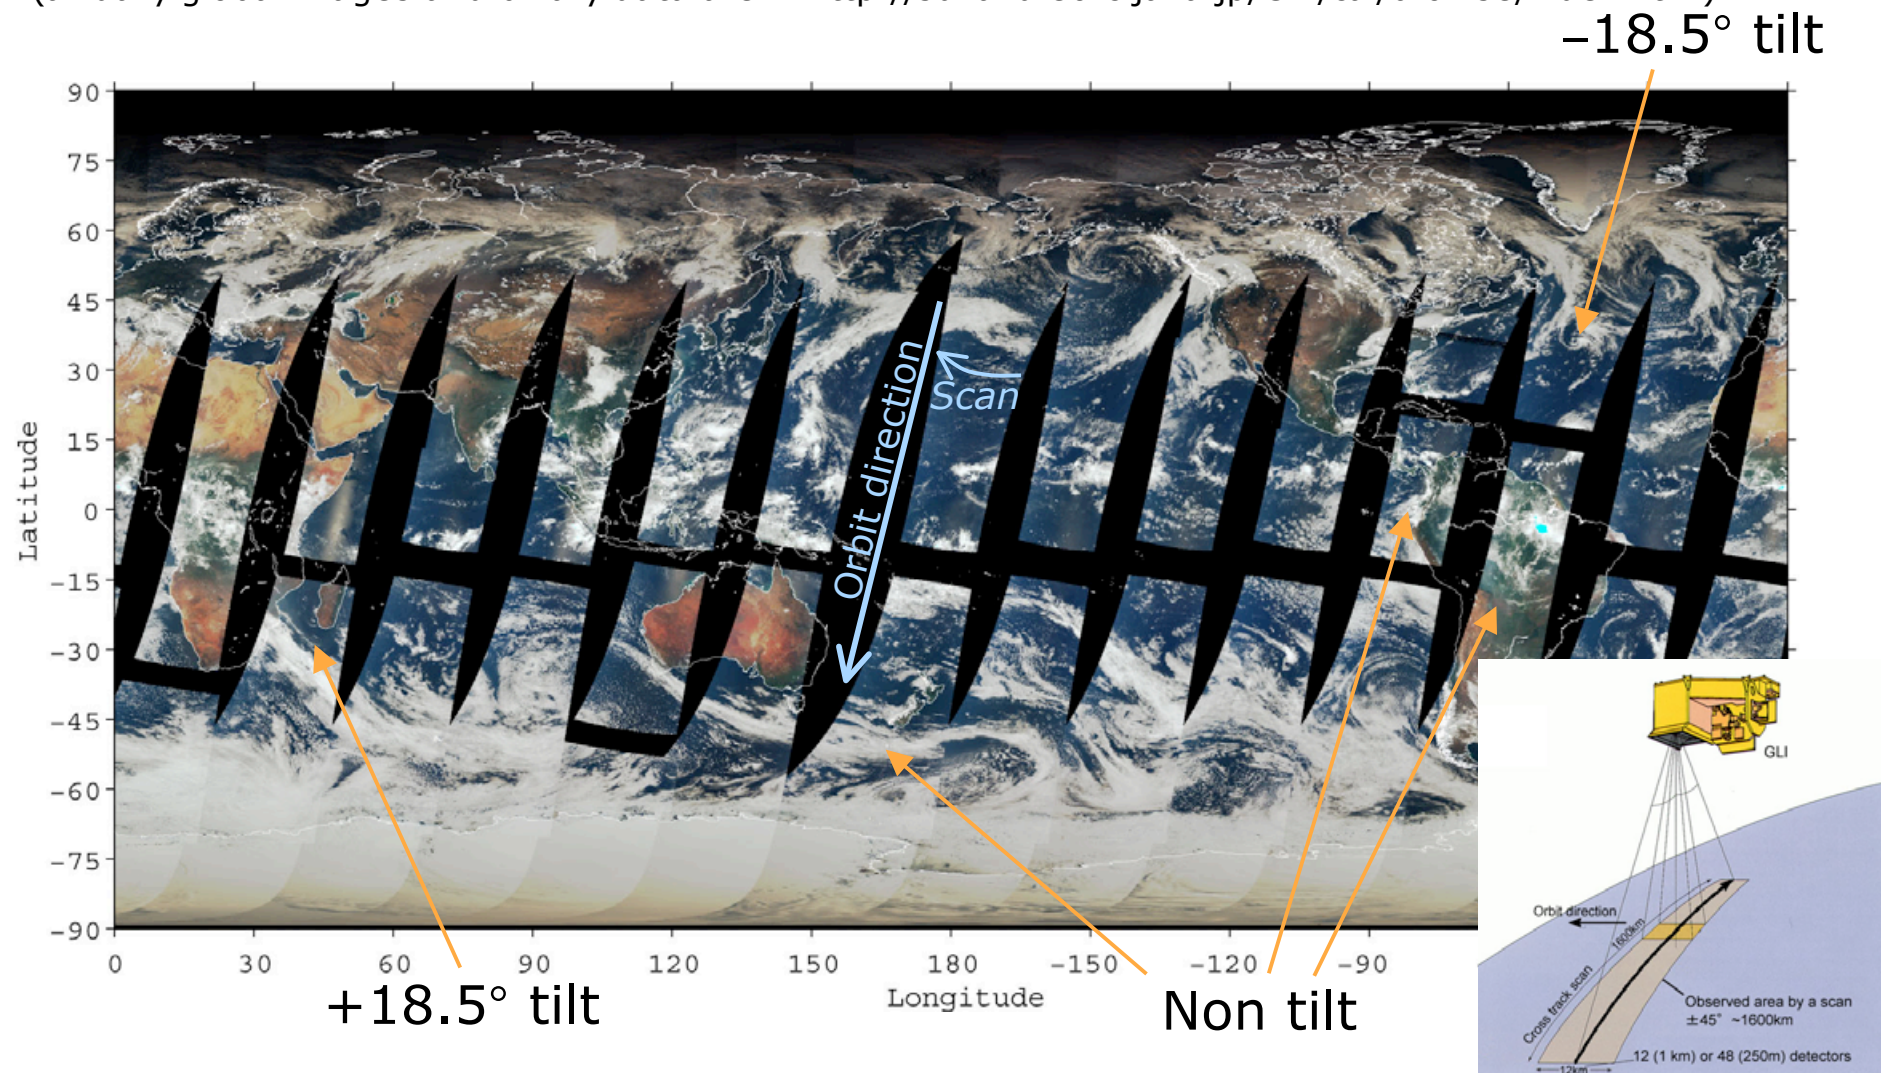 −18.5° tilt
90
75
60
45
30
15
0
−15
−30
−45
−60
−75
−90
Latitude
Orbit direction
Scan
0
30
60
90
120
150
180
−150
−120
−90
Longitude
+18.5° tilt
Non tilt
GLI
Orbit direction
1600km
Cross track scan
Observed area by a scan
±45° ~1600km
12 (1 km) or 48 (250m) detectors
12km